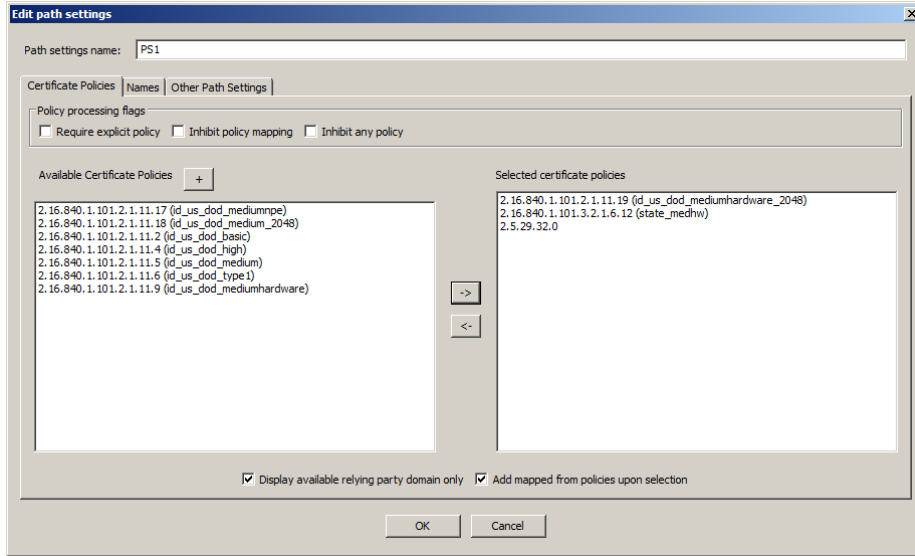 Edit path settings
Path settings name: PS1
Certificate Policies Names Other Path Settings
Policy processing flags
Require explicit policy Inhibit policy mapping Inhibit any policy
Available Certificate Policies +
Selected certificate policies
2.16.840.1.101.2.1.11.17 (id_us_dod_mediumnpe)
2.16.840.1.101.2.1.11.18 (id_us_dod_medium_2048)
2.16.840.1.101.2.1.11.2 (id_us_dod_basic)
2.16.840.1.101.2.1.11.4 (id_us_dod_high)
2.16.840.1.101.2.1.11.5 (id_us_dod_medium)
2.16.840.1.101.2.1.11.6 (id_us_dod_type1)
2.16.840.1.101.2.1.11.9 (id_us_dod_mediumhardware)
->
<-
2.16.840.1.101.2.1.11.19 (id_us_dod_mediumhardware_2048)
2.16.840.1.101.3.2.1.6.12 (state_medhw)
2.5.29.32.0
Display available relying party domain only Add mapped from policies upon selection
OK Cancel